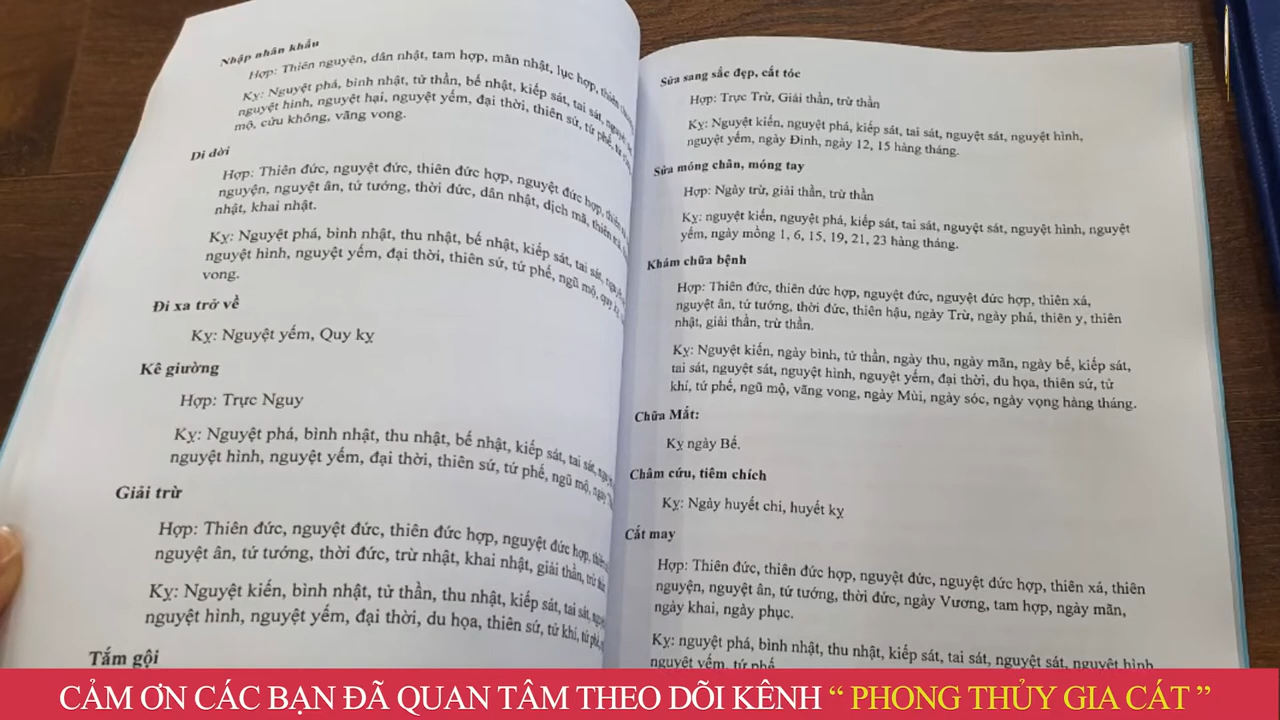 Nhập nhân khẩu
Hợp: Thiên nguyện, dân nhật, tam hợp, mãn nhật, lục hợp, thiên
Kỵ: Nguyệt phá, bình nhật, tử thần, bế nhật, kiếp sát, tai sát,
nguyệt hình, nguyệt hại, nguyệt yếm, đại thời, thiên sứ, tứ phế,
mộ, cửu không, vãng vong.
Di dời
Hợp: Thiên đức, nguyệt đức, thiên đức hợp, nguyệt đức hợp,
nguyện, nguyệt ân, tứ tướng, thời đức, dân nhật, dịch mã, thiên
nhật, khai nhật.
Kỵ: Nguyệt phá, bình nhật, thu nhật, bế nhật, kiếp sát, tai sát,
nguyệt hình, nguyệt yếm, đại thời, thiên sứ, tứ phế, ngũ mộ, quy
vong.
Đi xa trở về
Kỵ: Nguyệt yếm, Quy kỵ
Kê giường
Hợp: Trực Nguy
Kỵ: Nguyệt phá, bình nhật, thu nhật, bế nhật, kiếp sát, tai sát,
nguyệt hình, nguyệt yếm, đại thời, thiên sứ, tứ phế, ngũ mộ, ngày
Giải trừ
Hợp: Thiên đức, nguyệt đức, thiên đức hợp, nguyệt đức hợp,
nguyệt ân, tứ tướng, thời đức, trừ nhật, khai nhật, giải thần, trừ
Kỵ: Nguyệt kiến, bình nhật, tử thần, thu nhật, kiếp sát, tai sát,
nguyệt hình, nguyệt yếm, đại thời, du họa, thiên sứ, tử khí, tứ
Tắm gội
Sửa sang sắc đẹp, cắt tóc
Hợp: Trực Trừ, Giải thần, trừ thần
Kỵ: Nguyệt kiến, nguyệt phá, kiếp sát, tai sát, nguyệt sát, nguyệt hình,
nguyệt yếm, ngày Đinh, ngày 12, 15 hàng tháng.
Sửa móng chân, móng tay
Hợp: Ngày trừ, giải thần, trừ thần
Kỵ: nguyệt kiến, nguyệt phá, kiếp sát, tai sát, nguyệt sát, nguyệt hình, nguyệt
yếm, ngày mồng 1, 6, 15, 19, 21, 23 hàng tháng.
Khám chữa bệnh
Hợp: Thiên đức, thiên đức hợp, nguyệt đức, nguyệt đức hợp, thiên xá,
nguyệt ân, tứ tướng, thời đức, thiên hậu, ngày Trừ, ngày phá, thiên y, thiên
nhật, giải thần, trừ thần.
Kỵ: Nguyệt kiến, ngày bình, tử thần, ngày thu, ngày mãn, ngày bế, kiếp sát,
tai sát, nguyệt sát, nguyệt hình, nguyệt yếm, đại thời, du họa, thiên sứ, tử
khí, tứ phế, ngũ mộ, vãng vong, ngày Mùi, ngày sóc, ngày vọng hàng tháng.
Chữa Mắt:
Kỵ ngày Bế.
Châm cứu, tiêm chích
Kỵ: Ngày huyết chi, huyết kỵ
Cắt may
Hợp: Thiên đức, thiên đức hợp, nguyệt đức, nguyệt đức hợp, thiên xá, thiên
nguyện, nguyệt ân, tứ tướng, thời đức, ngày Vương, tam hợp, ngày mãn,
ngày khai, ngày phục.
Kỵ: nguyệt phá, bình nhật, thu nhật, kiếp sát, tai sát, nguyệt sát, nguyệt hình
nguyệt yếm, tứ phế
CẢM ƠN CÁC BẠN ĐÃ QUAN TÂM THEO DÕI KÊNH “ PHONG THỦY GIA CÁT ”